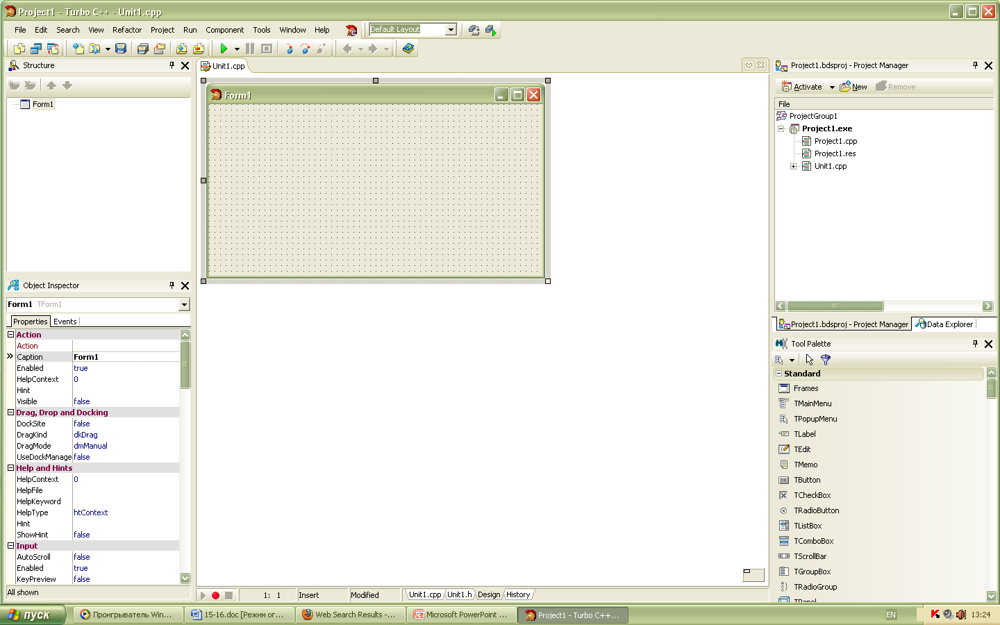 Project1 - Turbo C++ - Unit1.cpp
File Edit Search View Refactor Project Run Component Tools Window Help Default Layout
Structure
Form1
Object Inspector
Form1 TForm1
Properties Events
Action
Action
Caption Form1
Enabled true
HelpContext 0
Hint
Visible false
Drag, Drop and Docking
DockSite false
DragKind dkDrag
DragMode dmManual
UseDockManage false
Help and Hints
HelpContext 0
HelpFile
HelpKeyword
HelpType htContext
Hint
ShowHint false
Input
AutoScroll false
Enabled true
KeyPreview false
All shown
Unit1.cpp
Form1
1: 1 Insert Modified Unit1.cpp Unit1.h Design History
Project1.bdsproj - Project Manager
Activate New Remove
File
ProjectGroup1
Project1.exe
Project1.cpp
Project1.res
Unit1.cpp
Project1.bdsproj - Project Manager Data Explorer
Tool Palette
Standard
Frames
TMainMenu
TPopupMenu
TLabel
TEdit
TMemo
OK TButton
TCheckBox
TRadioButton
TListBox
TComboBox
TScrollBar
TGroupBox
TRadioGroup
TPanel
пуск Проигрыватель Win... 15-16.doc [Режим ог... Web Search Results -... Microsoft PowerPoint ... Project1 - Turbo C++... EN 13:24